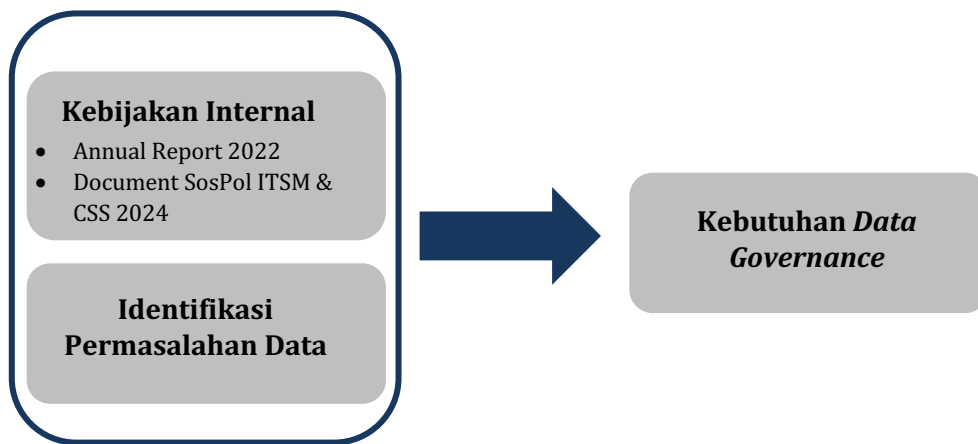 Kebijakan Internal
• Annual Report 2022
• Document SosPol ITSM &
CSS 2024
Identifikasi
Permasalahan Data
Kebutuhan Data
Governance